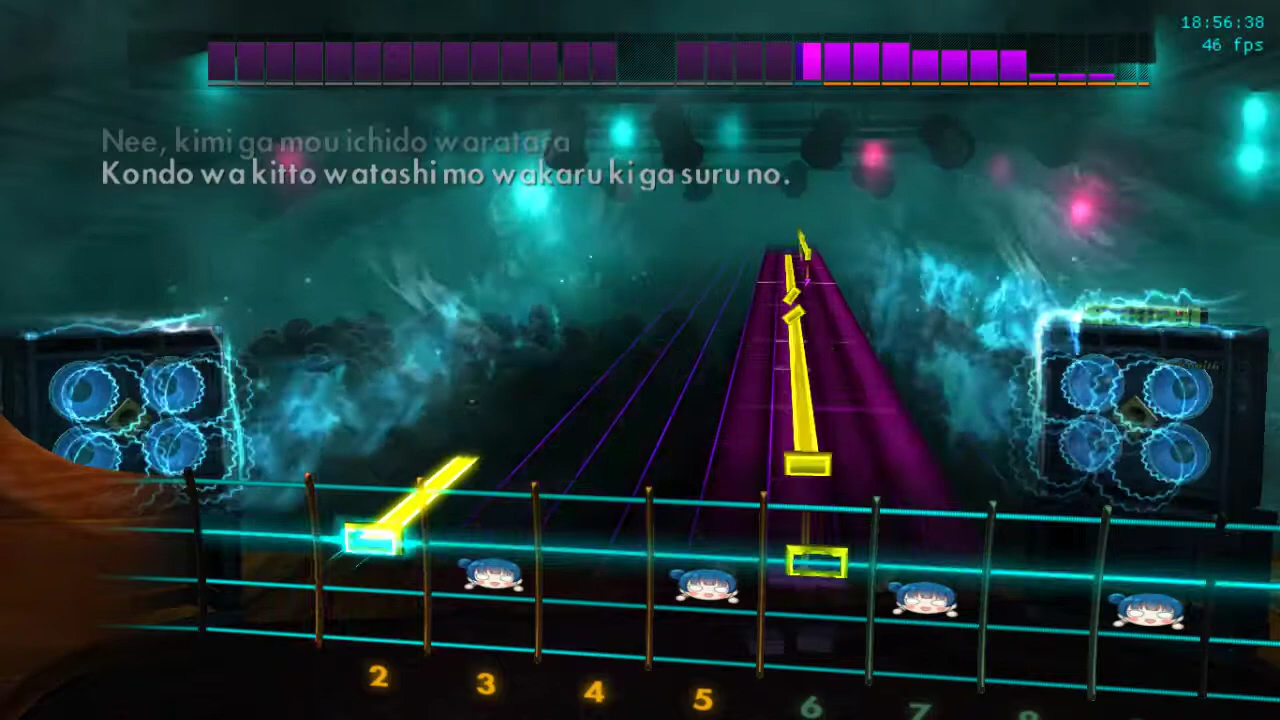 18:56:38
46 fps
Nee, kimi ga mou ichido waratara
Kondo wa kitto watashi mo wakaru ki ga suru no.
2 3 4 5 6 7 8